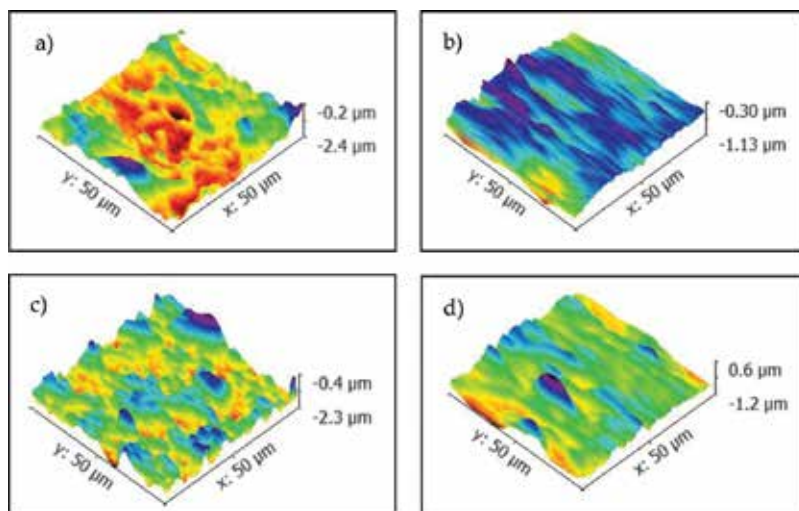 a)
-0.2 µm
-2.4 µm
y: 50 µm
x: 50 µm
b)
-0.30 µm
-1.13 µm
y: 50 µm
x: 50 µm
c)
-0.4 µm
-2.3 µm
y: 50 µm
x: 50 µm
d)
0.6 µm
-1.2 µm
y: 50 µm
x: 50 µm